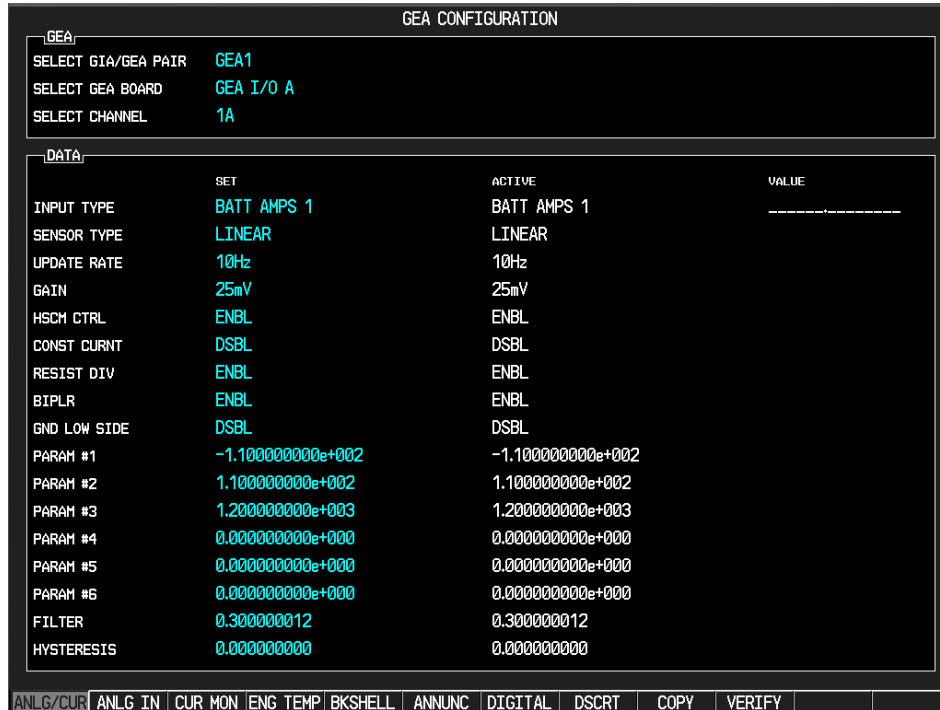 GEA CONFIGURATION
GEA
SELECT GIA/GEA PAIR GEA1
SELECT GEA BOARD GEA I/O A
SELECT CHANNEL 1A
DATA
SET ACTIVE VALUE
INPUT TYPE BATT AMPS 1 BATT AMPS 1 ______.________
SENSOR TYPE LINEAR LINEAR
UPDATE RATE 10Hz 10Hz
GAIN 25mV 25mV
HSCM CTRL ENBL ENBL
CONST CURNT DSBL DSBL
RESIST DIV ENBL ENBL
BIPLR ENBL ENBL
GND LOW SIDE DSBL DSBL
PARAM #1 -1.100000000e+002 -1.100000000e+002
PARAM #2 1.100000000e+002 1.100000000e+002
PARAM #3 1.200000000e+003 1.200000000e+003
PARAM #4 0.000000000e+000 0.000000000e+000
PARAM #5 0.000000000e+000 0.000000000e+000
PARAM #6 0.000000000e+000 0.000000000e+000
FILTER 0.300000012 0.300000012
HYSTERESIS 0.000000000 0.000000000
ANLG/CUR ANLG IN CUR MON ENG TEMP BKSHELL ANNUNC DIGITAL DSCRT COPY VERIFY